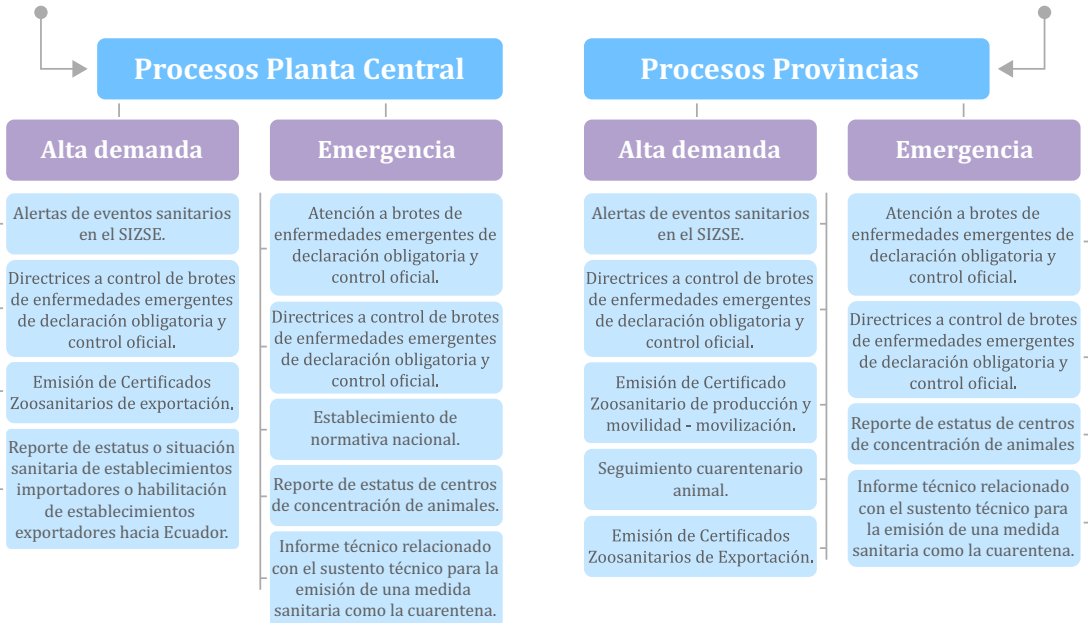 Procesos Planta Central
Alta demanda
Alertas de eventos sanitarios
en el SIZSE.
Directrices a control de brotes
de enfermedades emergentes
de declaración obligatoria y
control oficial.
Emisión de Certificados
Zoosanitarios de exportación.
Reporte de estatus o situación
sanitaria de establecimientos
importadores o habilitación
de establecimientos
exportadores hacia Ecuador.
Emergencia
Atención a brotes de
enfermedades emergentes de
declaración obligatoria y
control oficial.
Directrices a control de brotes
de enfermedades emergentes
de declaración obligatoria y
control oficial.
Establecimiento de
normativa nacional.
Reporte de estatus de centros
de concentración de animales.
Informe técnico relacionado
con el sustento técnico para la
emisión de una medida
sanitaria como la cuarentena.
Procesos Provincias
Alta demanda
Alertas de eventos sanitarios
en el SIZSE.
Directrices a control de brotes
de enfermedades emergentes
de declaración obligatoria y
control oficial.
Emisión de Certificado
Zoosanitario de producción y
movilidad - movilización.
Seguimiento cuarentenario
animal.
Emisión de Certificados
Zoosanitarios de Exportación.
Emergencia
Atención a brotes de
enfermedades emergentes de
declaración obligatoria y
control oficial.
Directrices a control de brotes
de enfermedades emergentes
de declaración obligatoria y
control oficial.
Reporte de estatus de centros
de concentración de animales
Informe técnico relacionado
con el sustento técnico para
la emisión de una medida
sanitaria como la cuarentena.